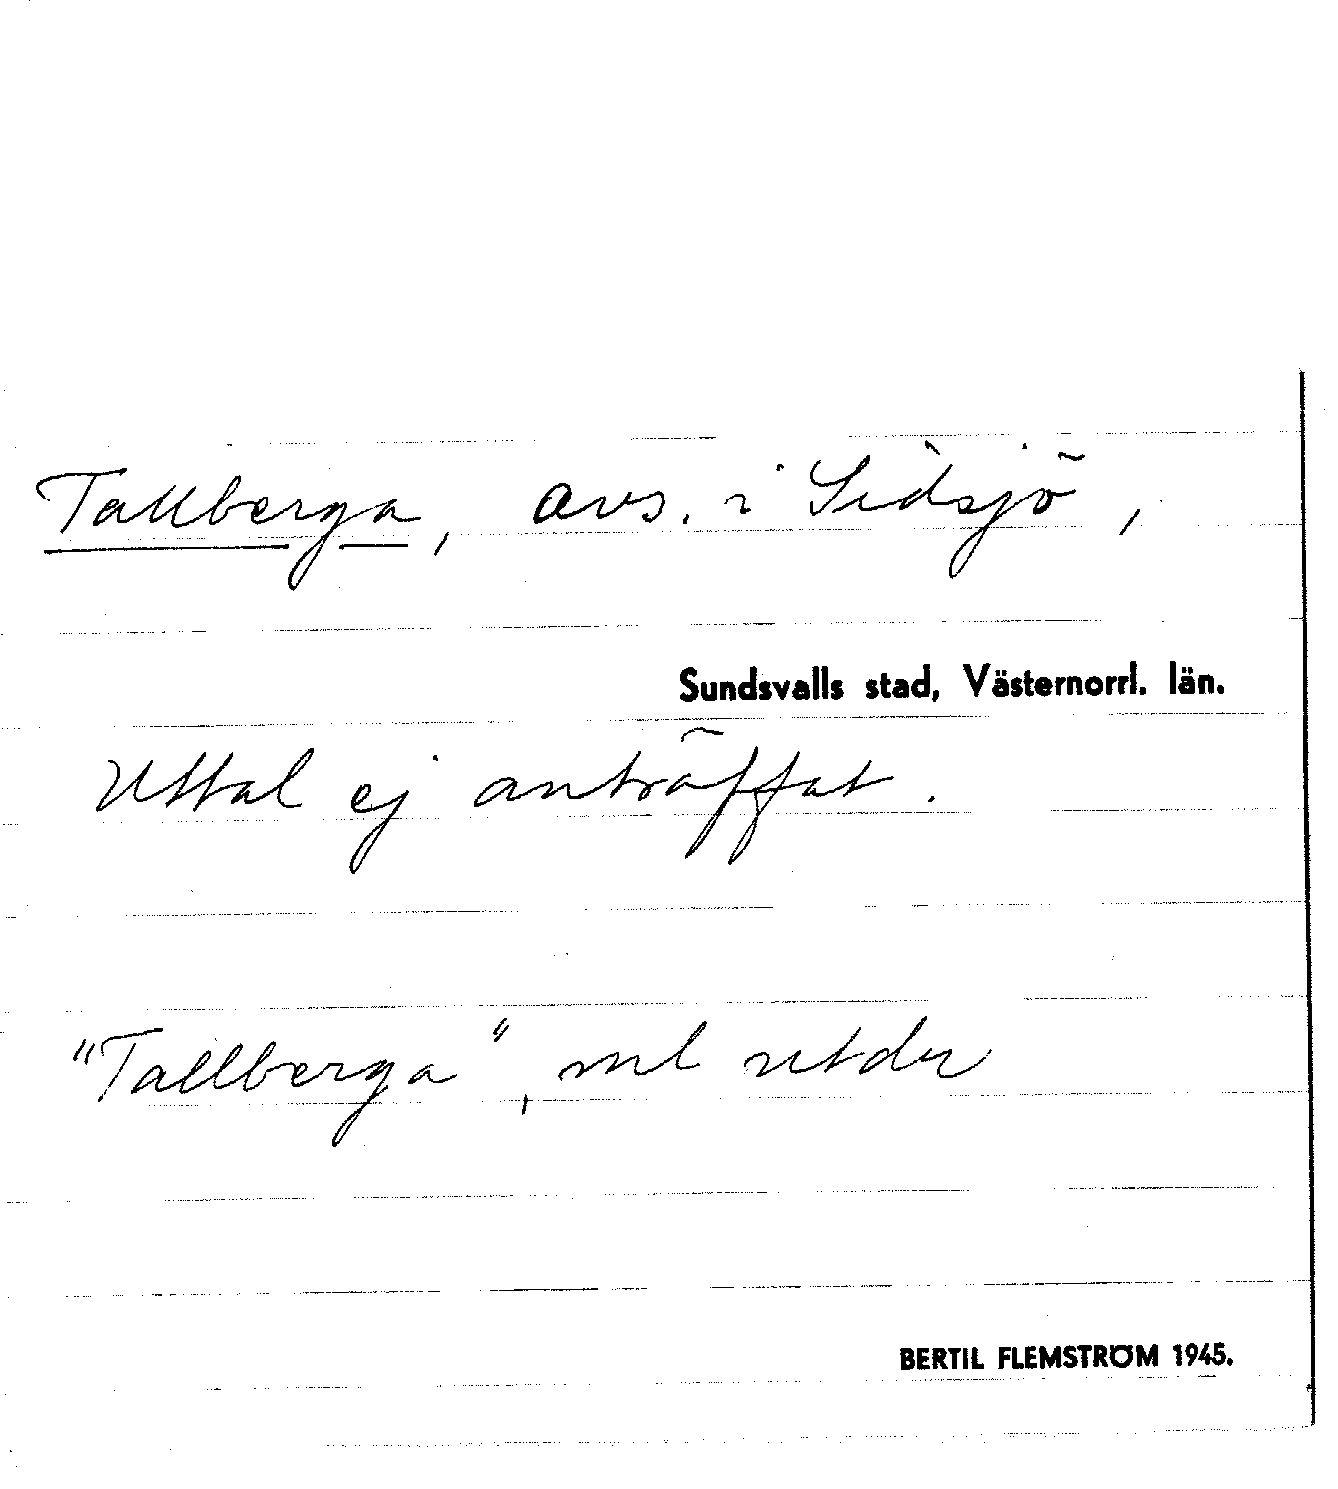 Tallberga, avs. i Sidsjö,
Sundsvalls stad, Västernorrl. län.
Uttal ej anträffat.
"Tallberga", enl utdr
BERTIL FLEMSTRÖM 1945.